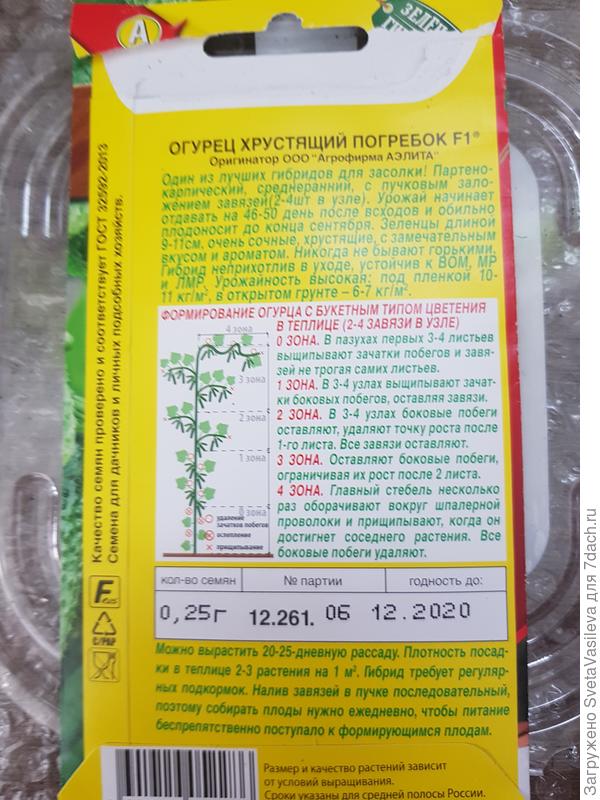 А
ЗЕЛЁН
ОГУРЕЦ ХРУСТЯЩИЙ ПОГРЕБОК F1®
Оригинатор ООО "Агрофирма АЭЛИТА"
Один из лучших гибридов для засолки! Партено-
карпический, среднеранний, с пучковым зало-
жением завязей(2-4шт в узле). Урожай начинает
отдавать на 46-50 день после всходов и обильно
плодоносит до конца сентября. Зеленцы длиной
9-11см, очень сочные, хрустящие, с замечательным
вкусом и ароматом. Никогда не бывают горькими.
Гибрид неприхотлив в уходе, устойчив к ВОМ, МР
и ЛМР. Урожайность высокая: под пленкой 10-
11 кг/м², в открытом грунте – 6-7 кг/м².
ФОРМИРОВАНИЕ ОГУРЦА С БУКЕТНЫМ ТИПОМ ЦВЕТЕНИЯ
В ТЕПЛИЦЕ (2-4 ЗАВЯЗИ В УЗЛЕ)
4 зона
3 зона
2 зона
1 зона
0 зона
удаление
зачатков побегов
ослепление
прищипывание
0 ЗОНА. В пазухах первых 3-4 листьев
выщипывают зачатки побегов и завя-
зей не трогая самих листьев.
1 ЗОНА. В 3-4 узлах выщипывают зачат-
ки боковых побегов, оставляя завязи.
2 ЗОНА. В 3-4 узлах боковые побеги
оставляют, удаляют точку роста после
1-го листа. Все завязи оставляют.
3 ЗОНА. Оставляют боковые побеги,
ограничивая их рост после 2 листа.
4 ЗОНА. Главный стебель несколько
раз оборачивают вокруг шпалерной
проволоки и прищипывают, когда он
достигнет соседнего растения. Все
боковые побеги удаляют.
кол-во семян № партии годность до:
0,25г 12.261. 06 12.2020
Можно вырастить 20-25-дневную рассаду. Плотность посад-
ки в теплице 2-3 растения на 1 м². Гибрид требует регуляр-
ных подкормок. Налив завязей в пучке последовательный,
поэтому собирать плоды нужно ежедневно, чтобы питание
беспрепятственно поступало к формирующимся плодам.
Размер и качество растений зависит
от условий выращивания.
Сроки указаны для средней полосы России.
Качество семян проверено и соответствует ГОСТ 32592-2013
Семена для дачников и личных подсобных хозяйств.
C/PAP
Загружено SvetaVasileva для 7dach.ru